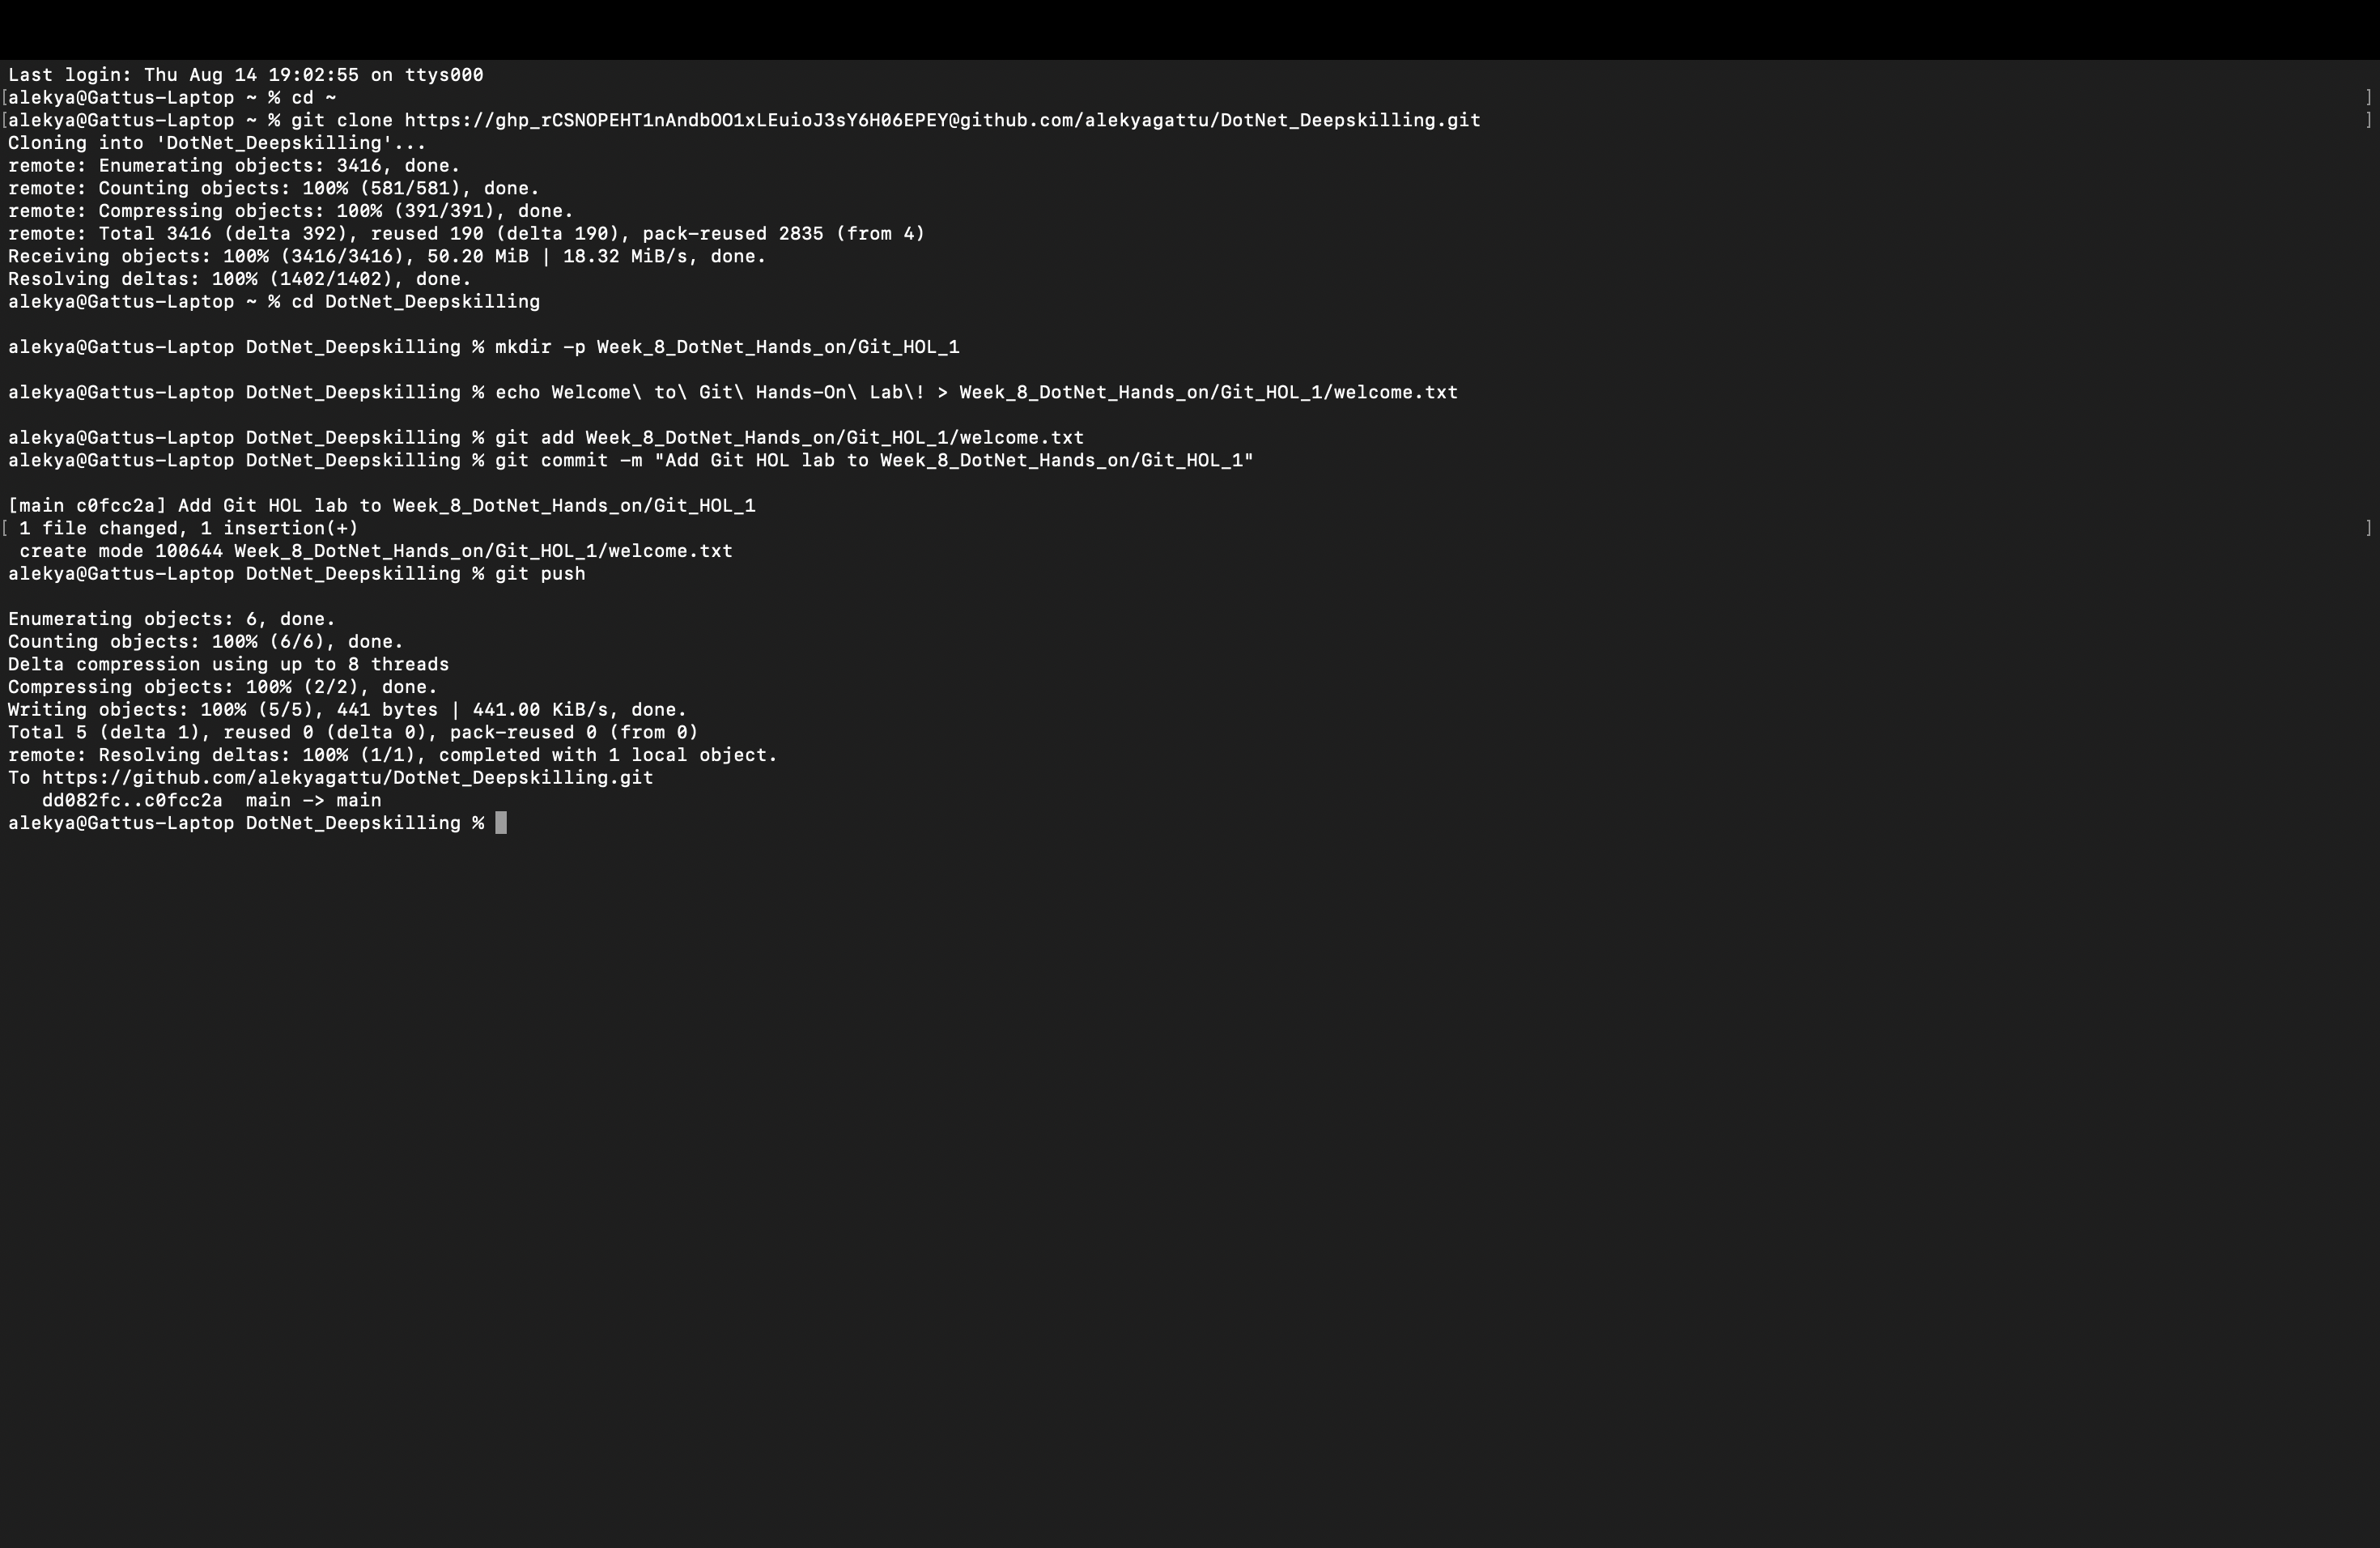 Last login: Thu Aug 14 19:02:55 on ttys000
[alekya@Gattus-Laptop ~ % cd ~ ]
[alekya@Gattus-Laptop ~ % git clone https://[access token redacted]@github.com/alekyagattu/DotNet_Deepskilling.git ]
Cloning into 'DotNet_Deepskilling'...
remote: Enumerating objects: 3416, done.
remote: Counting objects: 100% (581/581), done.
remote: Compressing objects: 100% (391/391), done.
remote: Total 3416 (delta 392), reused 190 (delta 190), pack-reused 2835 (from 4)
Receiving objects: 100% (3416/3416), 50.20 MiB | 18.32 MiB/s, done.
Resolving deltas: 100% (1402/1402), done.
alekya@Gattus-Laptop ~ % cd DotNet_Deepskilling
alekya@Gattus-Laptop DotNet_Deepskilling % mkdir -p Week_8_DotNet_Hands_on/Git_HOL_1
alekya@Gattus-Laptop DotNet_Deepskilling % echo Welcome\ to\ Git\ Hands-On\ Lab\! > Week_8_DotNet_Hands_on/Git_HOL_1/welcome.txt
alekya@Gattus-Laptop DotNet_Deepskilling % git add Week_8_DotNet_Hands_on/Git_HOL_1/welcome.txt
alekya@Gattus-Laptop DotNet_Deepskilling % git commit -m "Add Git HOL lab to Week_8_DotNet_Hands_on/Git_HOL_1"
[main c0fcc2a] Add Git HOL lab to Week_8_DotNet_Hands_on/Git_HOL_1
[ 1 file changed, 1 insertion(+) ]
create mode 100644 Week_8_DotNet_Hands_on/Git_HOL_1/welcome.txt
alekya@Gattus-Laptop DotNet_Deepskilling % git push
Enumerating objects: 6, done.
Counting objects: 100% (6/6), done.
Delta compression using up to 8 threads
Compressing objects: 100% (2/2), done.
Writing objects: 100% (5/5), 441 bytes | 441.00 KiB/s, done.
Total 5 (delta 1), reused 0 (delta 0), pack-reused 0 (from 0)
remote: Resolving deltas: 100% (1/1), completed with 1 local object.
To https://github.com/alekyagattu/DotNet_Deepskilling.git
dd082fc..c0fcc2a  main -> main
alekya@Gattus-Laptop DotNet_Deepskilling %